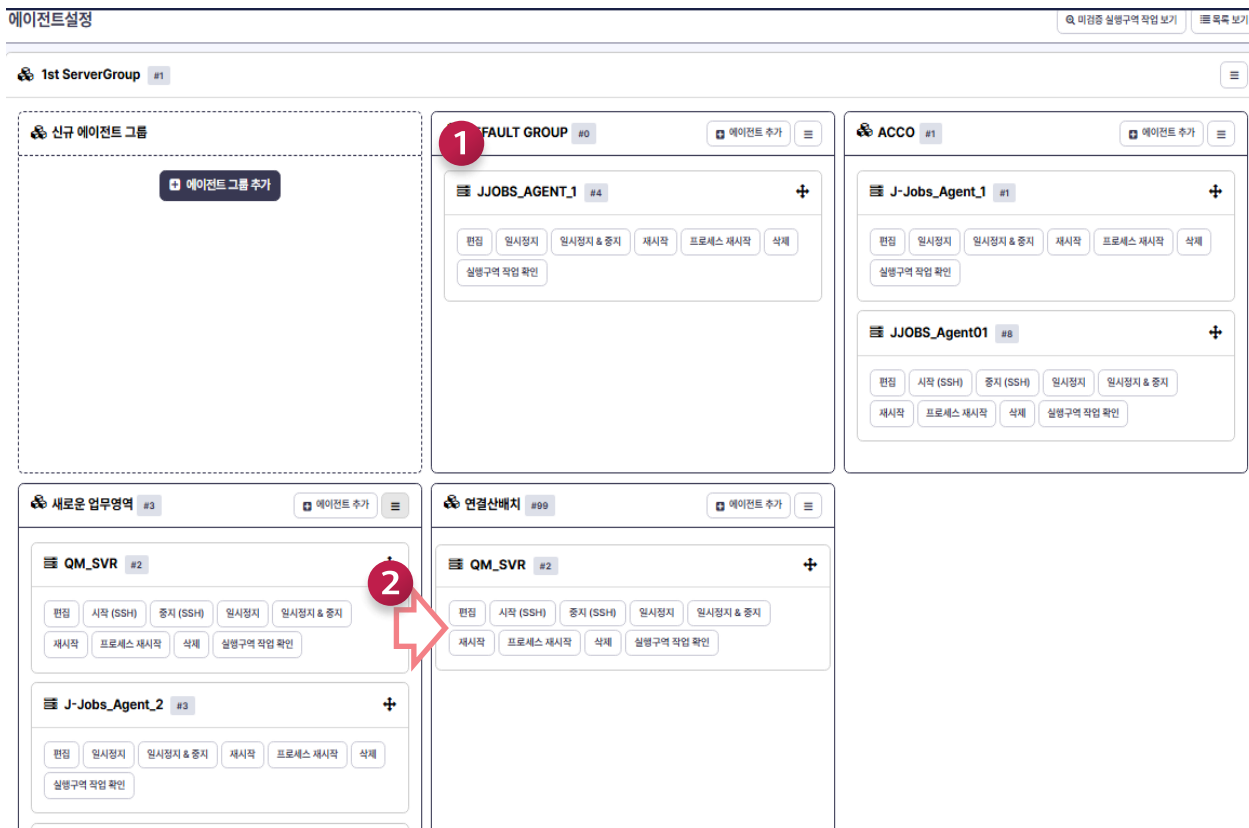 에이전트설정
미검증 실행구역 작업 보기
목록 보기
1st ServerGroup #1
신규 에이전트 그룹
에이전트 그룹 추가
1
FAULT GROUP #0
에이전트 추가
JJOBS_AGENT_1 #4
편집 일시정지 일시정지 & 중지 재시작 프로세스 재시작 삭제
실행구역 작업 확인
ACCO #1
에이전트 추가
J-Jobs_Agent_1 #1
편집 일시정지 일시정지 & 중지 재시작 프로세스 재시작 삭제
실행구역 작업 확인
JJOBS_Agent01 #8
편집 시작 (SSH) 중지 (SSH) 일시정지 일시정지 & 중지
재시작 프로세스 재시작 삭제 실행구역 작업 확인
새로운 업무영역 #3
에이전트 추가
QM_SVR #2
편집 시작 (SSH) 중지 (SSH) 일시정지 일시정지 & 중지
재시작 프로세스 재시작 삭제 실행구역 작업 확인
J-Jobs_Agent_2 #3
편집 일시정지 일시정지 & 중지 재시작 프로세스 재시작 삭제
실행구역 작업 확인
2
연결산배치 #99
에이전트 추가
QM_SVR #2
편집 시작 (SSH) 중지 (SSH) 일시정지 일시정지 & 중지
재시작 프로세스 재시작 삭제 실행구역 작업 확인